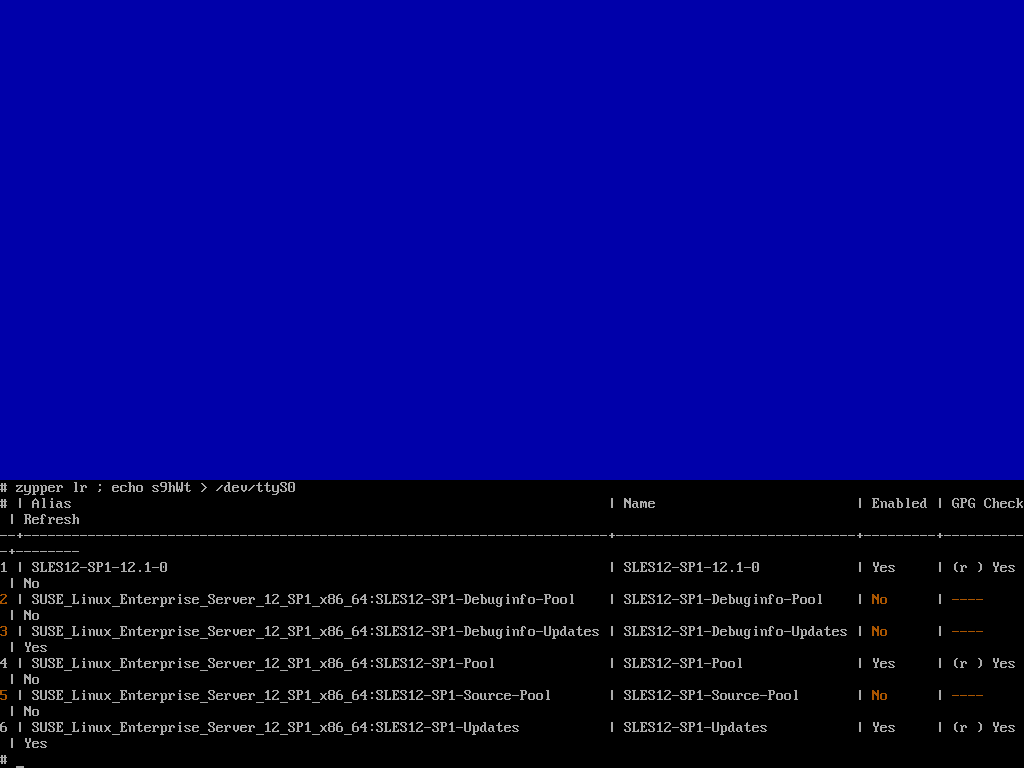 # zypper lr ; echo s9hWt > /dev/ttyS0
# | Alias                                                                   | Name                         | Enabled | GPG Check
 | Refresh
--+-------------------------------------------------------------------------+------------------------------+---------+----------
-+--------
1 | SLES12-SP1-12.1-0                                                       | SLES12-SP1-12.1-0            | Yes     | (r ) Yes
 | No
2 | SUSE_Linux_Enterprise_Server_12_SP1_x86_64:SLES12-SP1-Debuginfo-Pool    | SLES12-SP1-Debuginfo-Pool    | No      | ----
 | No
3 | SUSE_Linux_Enterprise_Server_12_SP1_x86_64:SLES12-SP1-Debuginfo-Updates | SLES12-SP1-Debuginfo-Updates | No      | ----
 | Yes
4 | SUSE_Linux_Enterprise_Server_12_SP1_x86_64:SLES12-SP1-Pool              | SLES12-SP1-Pool              | Yes     | (r ) Yes
 | No
5 | SUSE_Linux_Enterprise_Server_12_SP1_x86_64:SLES12-SP1-Source-Pool       | SLES12-SP1-Source-Pool       | No      | ----
 | No
6 | SUSE_Linux_Enterprise_Server_12_SP1_x86_64:SLES12-SP1-Updates           | SLES12-SP1-Updates           | Yes     | (r ) Yes
 | Yes
# _